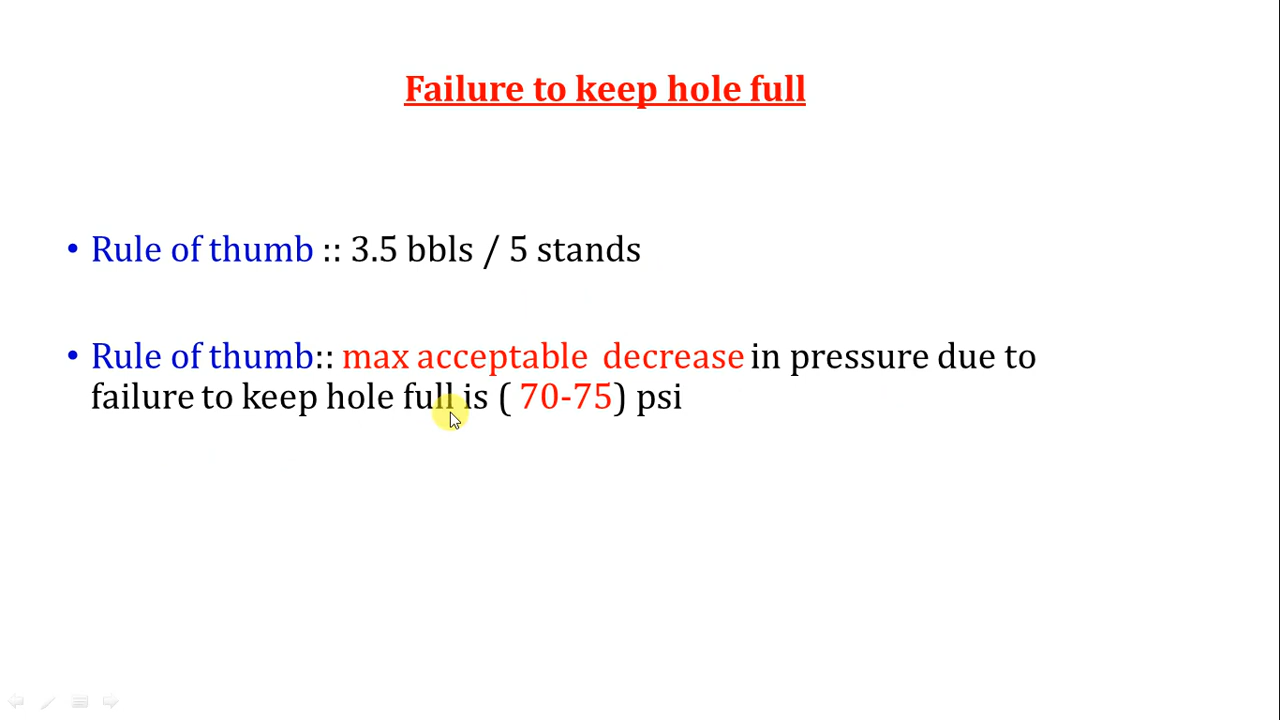 Failure to keep hole full
• Rule of thumb :: 3.5 bbls / 5 stands
• Rule of thumb:: max acceptable decrease in pressure due to
failure to keep hole full is ( 70-75) psi